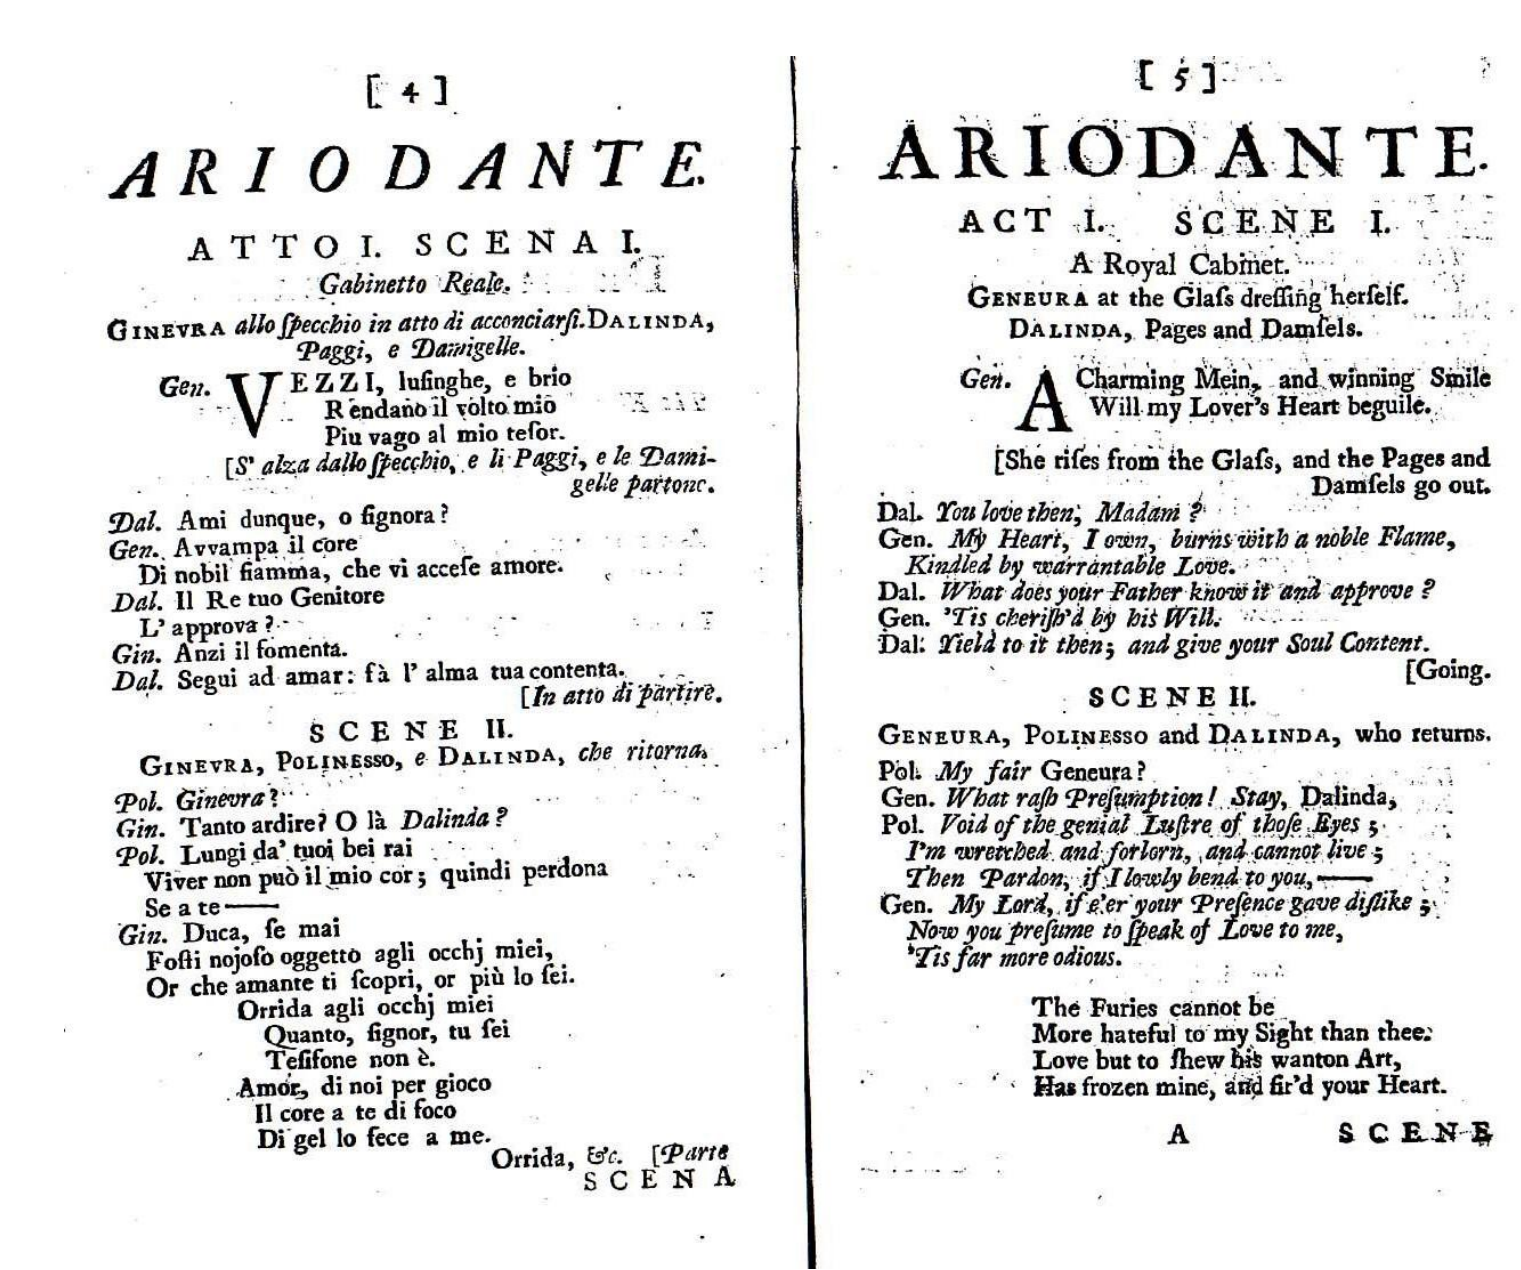 [ 4 ]
ARIODANTE.
ATTO I. SCENA I.
Gabinetto Reale.
GINEVRA allo ſpecchio in atto di acconciarſi. DALINDA,
Paggi, e Damigelle.
Gen. VEZZI, luſinghe, e brio
Rendano il volto mio
Piu vago al mio teſor.
[S' alza dallo ſpecchio, e li Paggi, e le Dami-
gelle partono.
Dal. Ami dunque, o ſignora?
Gen. Avvampa il core
Di nobil fiamma, che vi acceſe amore.
Dal. Il Re tuo Genitore
L' approva?
Gin. Anzi il fomenta.
Dal. Segui ad amar: fà l' alma tua contenta.
[In atto di partire.
SCENE II.
GINEVRA, POLINESSO, e DALINDA, che ritorna.
Pol. Ginevra?
Gin. Tanto ardire? O là Dalinda?
Pol. Lungi da' tuoi bei rai
Viver non può il mio cor; quindi perdona
Se a te——
Gin. Duca, ſe mai
Foſti nojoſo oggetto agli occhj miei,
Or che amante ti ſcopri, or più lo ſei.
Orrida agli occhj miei
Quanto, ſignor, tu ſei
Teſifone non è.
Amor, di noi per gioco
Il core a te di foco
Di gel lo fece a me.
Orrida, &c. [Parte
SCENA
[ 5 ]
ARIODANTE.
ACT I. SCENE I.
A Royal Cabinet.
GENEURA at the Glaſs dreſſing herſelf.
DALINDA, Pages and Damſels.
Gen. A Charming Mein, and winning Smile
Will my Lover's Heart beguile.
[She riſes from the Glaſs, and the Pages and
Damſels go out.
Dal. You love then, Madam?
Gen. My Heart, I own, burns with a noble Flame,
Kindled by warrantable Love.
Dal. What does your Father know it and approve?
Gen. 'Tis cheriſh'd by his Will.
Dal. Yield to it then; and give your Soul Content.
[Going.
SCENE II.
GENEURA, POLINESSO and DALINDA, who returns.
Pol. My fair Geneura?
Gen. What raſh Preſumption! Stay, Dalinda,
Pol. Void of the genial Luſtre of thoſe Eyes;
I'm wretched and forlorn, and cannot live;
Then Pardon, if I lowly bend to you,——
Gen. My Lord, if e'er your Preſence gave diſlike;
Now you preſume to ſpeak of Love to me,
'Tis far more odious.
The Furies cannot be
More hateful to my Sight than thee:
Love but to ſhew his wanton Art,
Has frozen mine, and fir'd your Heart.
A SCENE